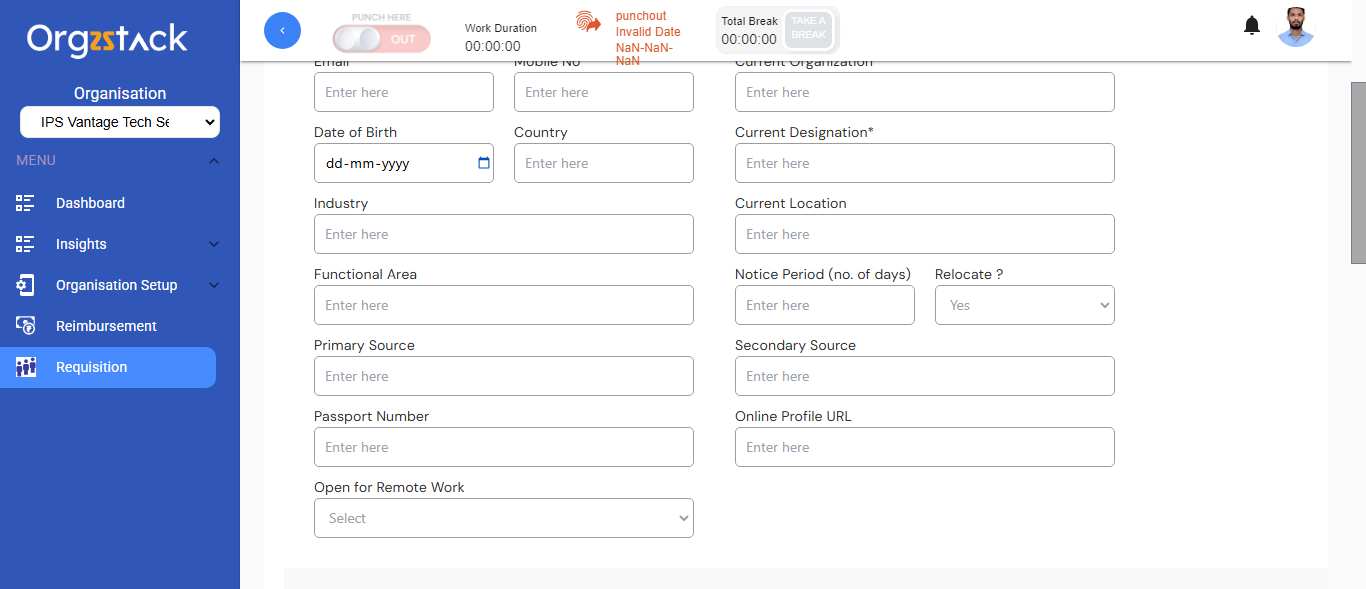 Orgzstack
Organisation
IPS Vantage Tech Se
MENU
Dashboard
Insights
Organisation Setup
Reimbursement
Requisition
PUNCH HERE
OUT
Work Duration
00:00:00
punchout
Invalid Date
NaN-NaN-
NaN
Total Break
00:00:00
TAKE A
BREAK
Email Mobile No Current Organization
Enter here Enter here Enter here
Date of Birth Country Current Designation*
dd-mm-yyyy Enter here Enter here
Industry Current Location
Enter here Enter here
Functional Area Notice Period (no. of days) Relocate ?
Enter here Enter here Yes
Primary Source Secondary Source
Enter here Enter here
Passport Number Online Profile URL
Enter here Enter here
Open for Remote Work
Select